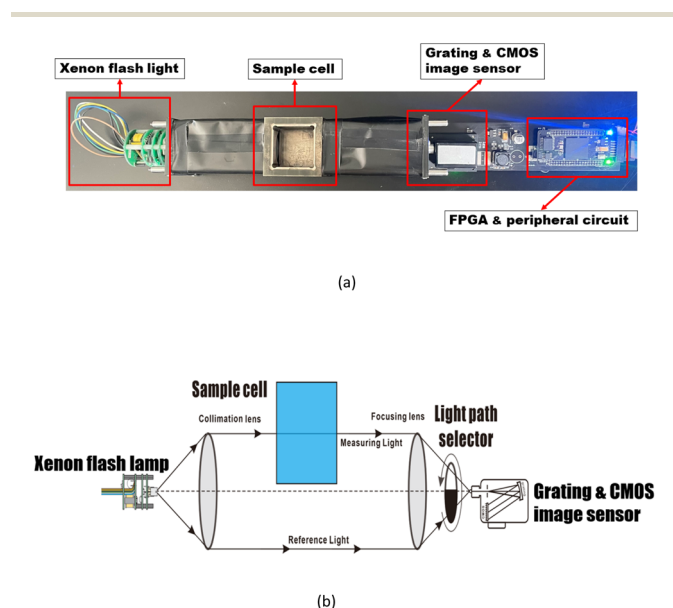 Xenon flash light
Sample cell
Grating & CMOS
image sensor
FPGA & peripheral circuit
(a)
Sample cell
Collimation lens
Focusing lens
Light path
selector
Measuring Light
Xenon flash lamp
Grating & CMOS
image sensor
Reference Light
(b)